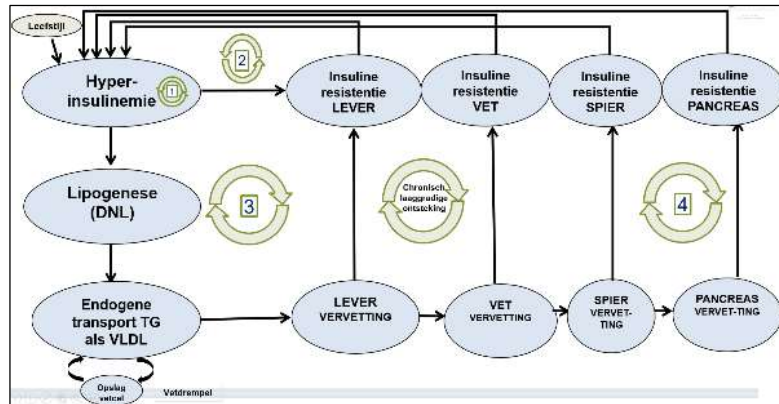 Leefstijl
Hyper-
insulinemie
1
2
Insuline
resistentie
LEVER
Insuline
resistentie
VET
Insuline
resistentie
SPIER
Insuline
resistentie
PANCREAS
Lipogenese
(DNL)
3
Chronisch
laaggradige
ontsteking
4
Endogene
transport TG
als VLDL
LEVER
VERVETTING
VET
VERVETTING
SPIER
VERVET-
TING
PANCREAS
VERVET-TING
Opslag
vetcel
Vetdrempel